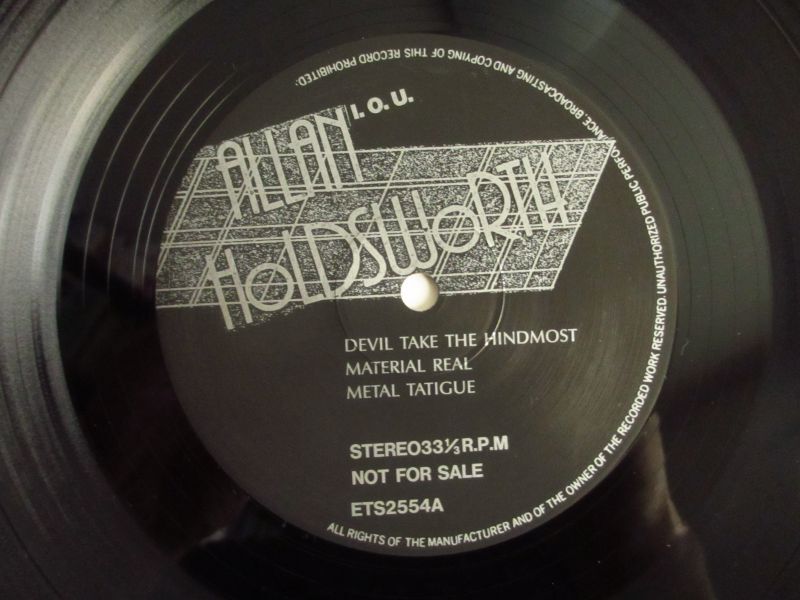 I. O. U.
ALLAN
HOLDSWORTH
DEVIL TAKE THE HINDMOST
MATERIAL REAL
METAL TATIGUE
STEREO33⅓R.P.M
NOT FOR SALE
ETS2554A
ALL RIGHTS OF THE MANUFACTURER AND OF THE OWNER OF THE RECORDED WORK RESERVED. UNAUTHORIZED PUBLIC PERFORMANCE BROADCASTING AND COPYING OF THIS RECORD PROHIBITED.